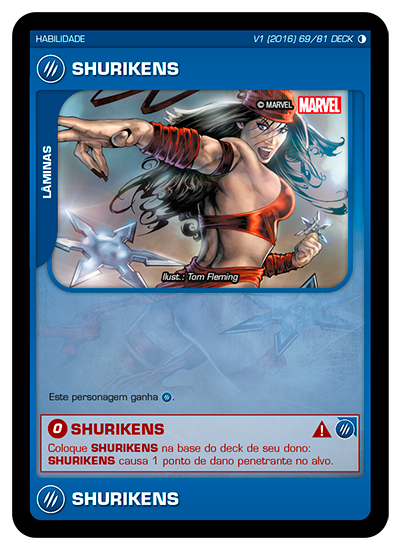 HABILIDADE
V1 (2016) 69/81 DECK
SHURIKENS
LÂMINAS
© MARVEL MARVEL
Ilust.: Tom Fleming
Este personagem ganha .
0 SHURIKENS
Coloque SHURIKENS na base do deck de seu dono:
SHURIKENS causa 1 ponto de dano penetrante no alvo.
SHURIKENS